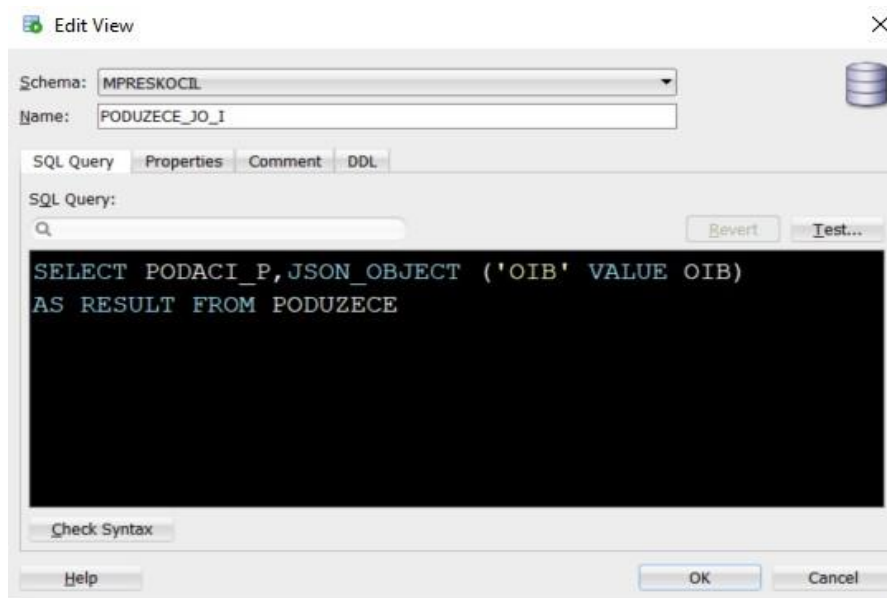 Edit View
Schema: MPRESKOCIL
Name: PODUZECE_JO_I
SQL Query Properties Comment DDL
SQL Query:
Revert Test...
SELECT PODACI_P,JSON_OBJECT ('OIB' VALUE OIB)
AS RESULT FROM PODUZECE
Check Syntax
Help OK Cancel